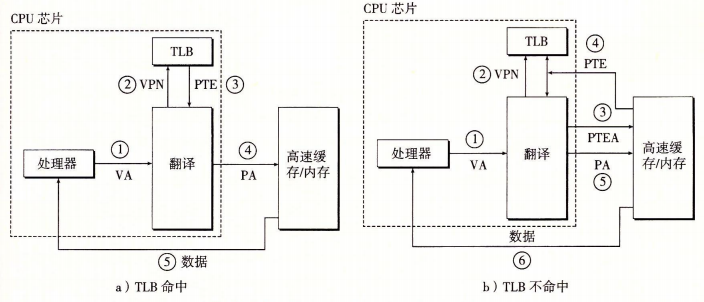 CPU 芯片
TLB
② VPN PTE ③
处理器
①
VA
翻译
④
PA
高速缓
存/内存
⑤ 数据
a）TLB 命中
CPU 芯片
TLB
④
PTE
② VPN
处理器
①
VA
翻译
③
PTEA
PA
⑤
高速缓
存/内存
数据
⑥
b）TLB 不命中